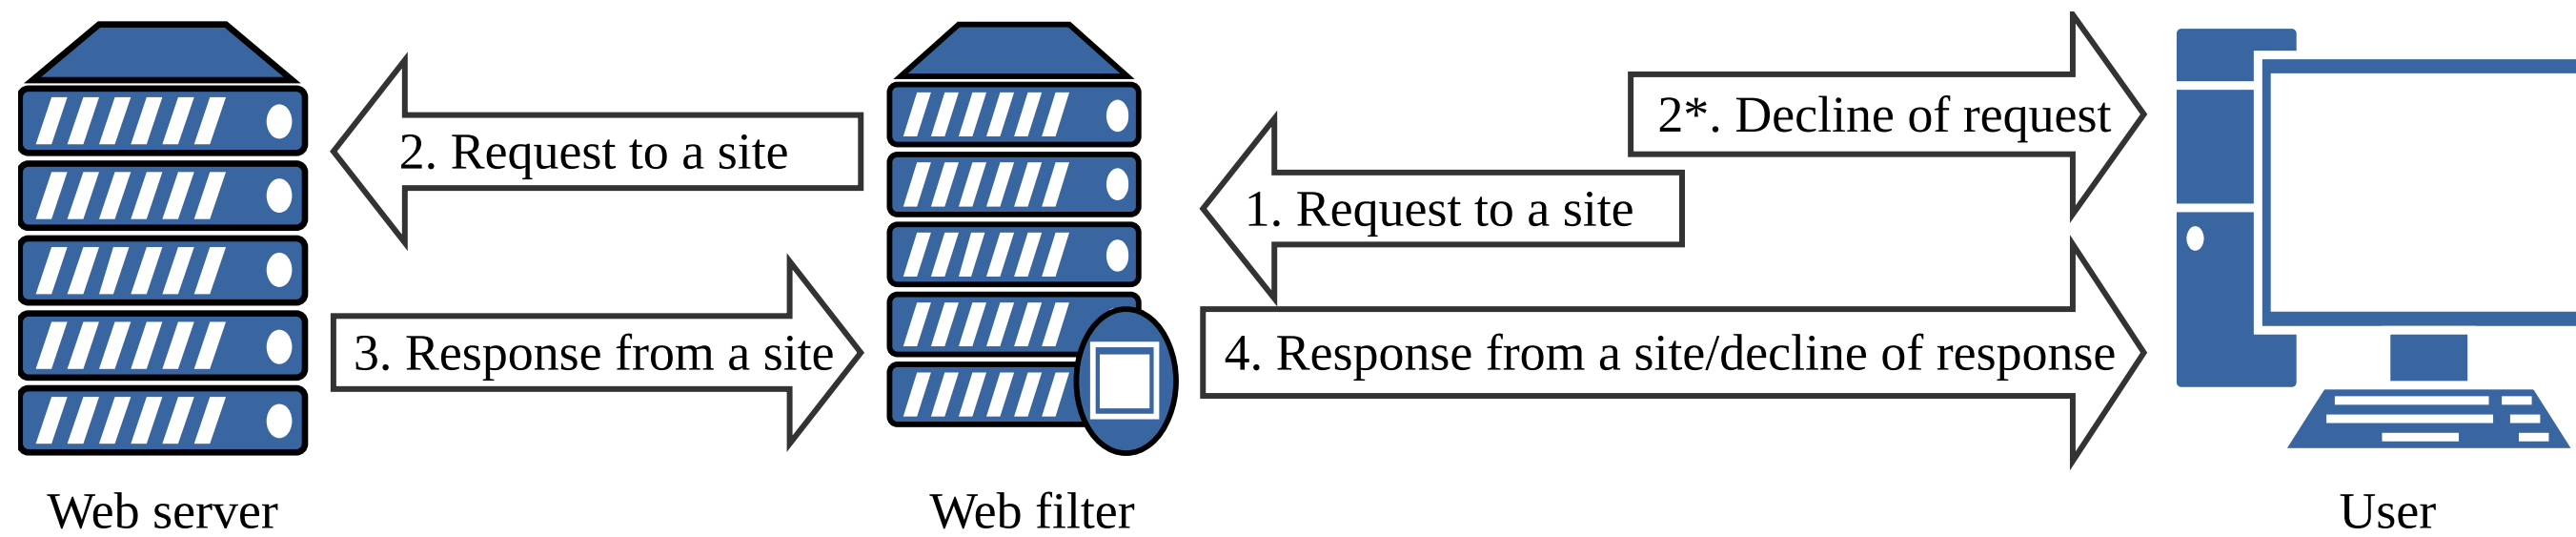 2*. Decline of request
2. Request to a site
1. Request to a site
3. Response from a site
4. Response from a site/decline of response
Web server
Web filter
User